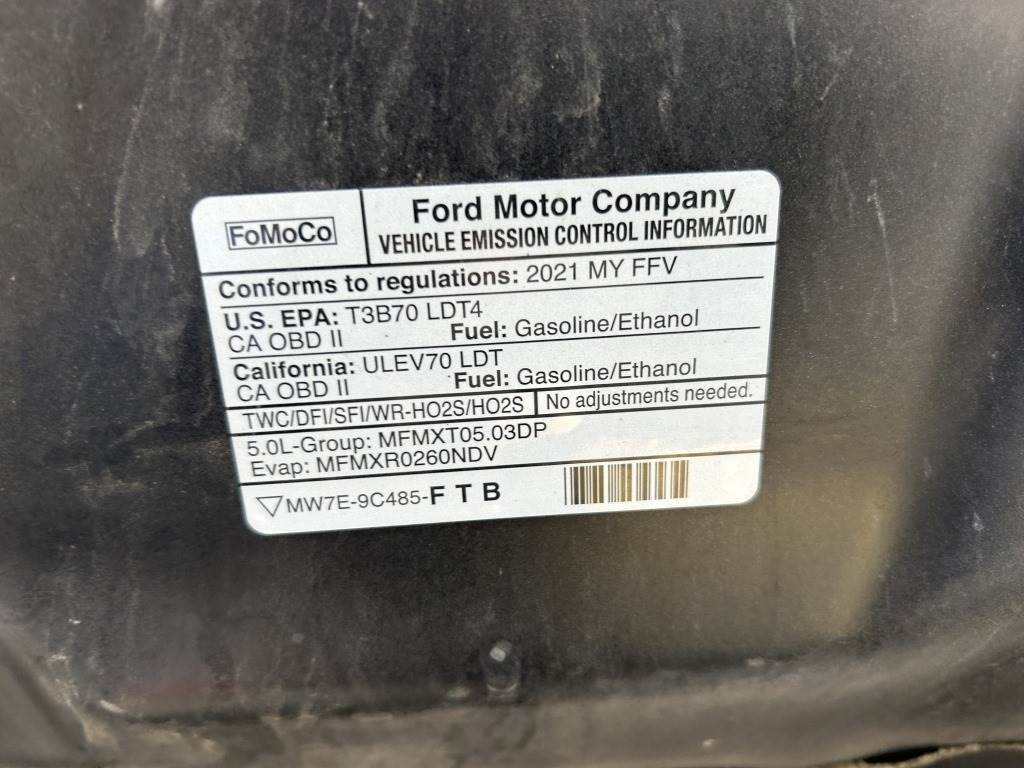 FoMoCo
Ford Motor Company
VEHICLE EMISSION CONTROL INFORMATION
Conforms to regulations: 2021 MY FFV
U.S. EPA: T3B70 LDT4
CA OBD II Fuel: Gasoline/Ethanol
California: ULEV70 LDT
CA OBD II Fuel: Gasoline/Ethanol
TWC/DFI/SFI/WR-HO2S/HO2S No adjustments needed.
5.0L-Group: MFMXT05.03DP
Evap: MFMXR0260NDV
MW7E-9C485-F T B